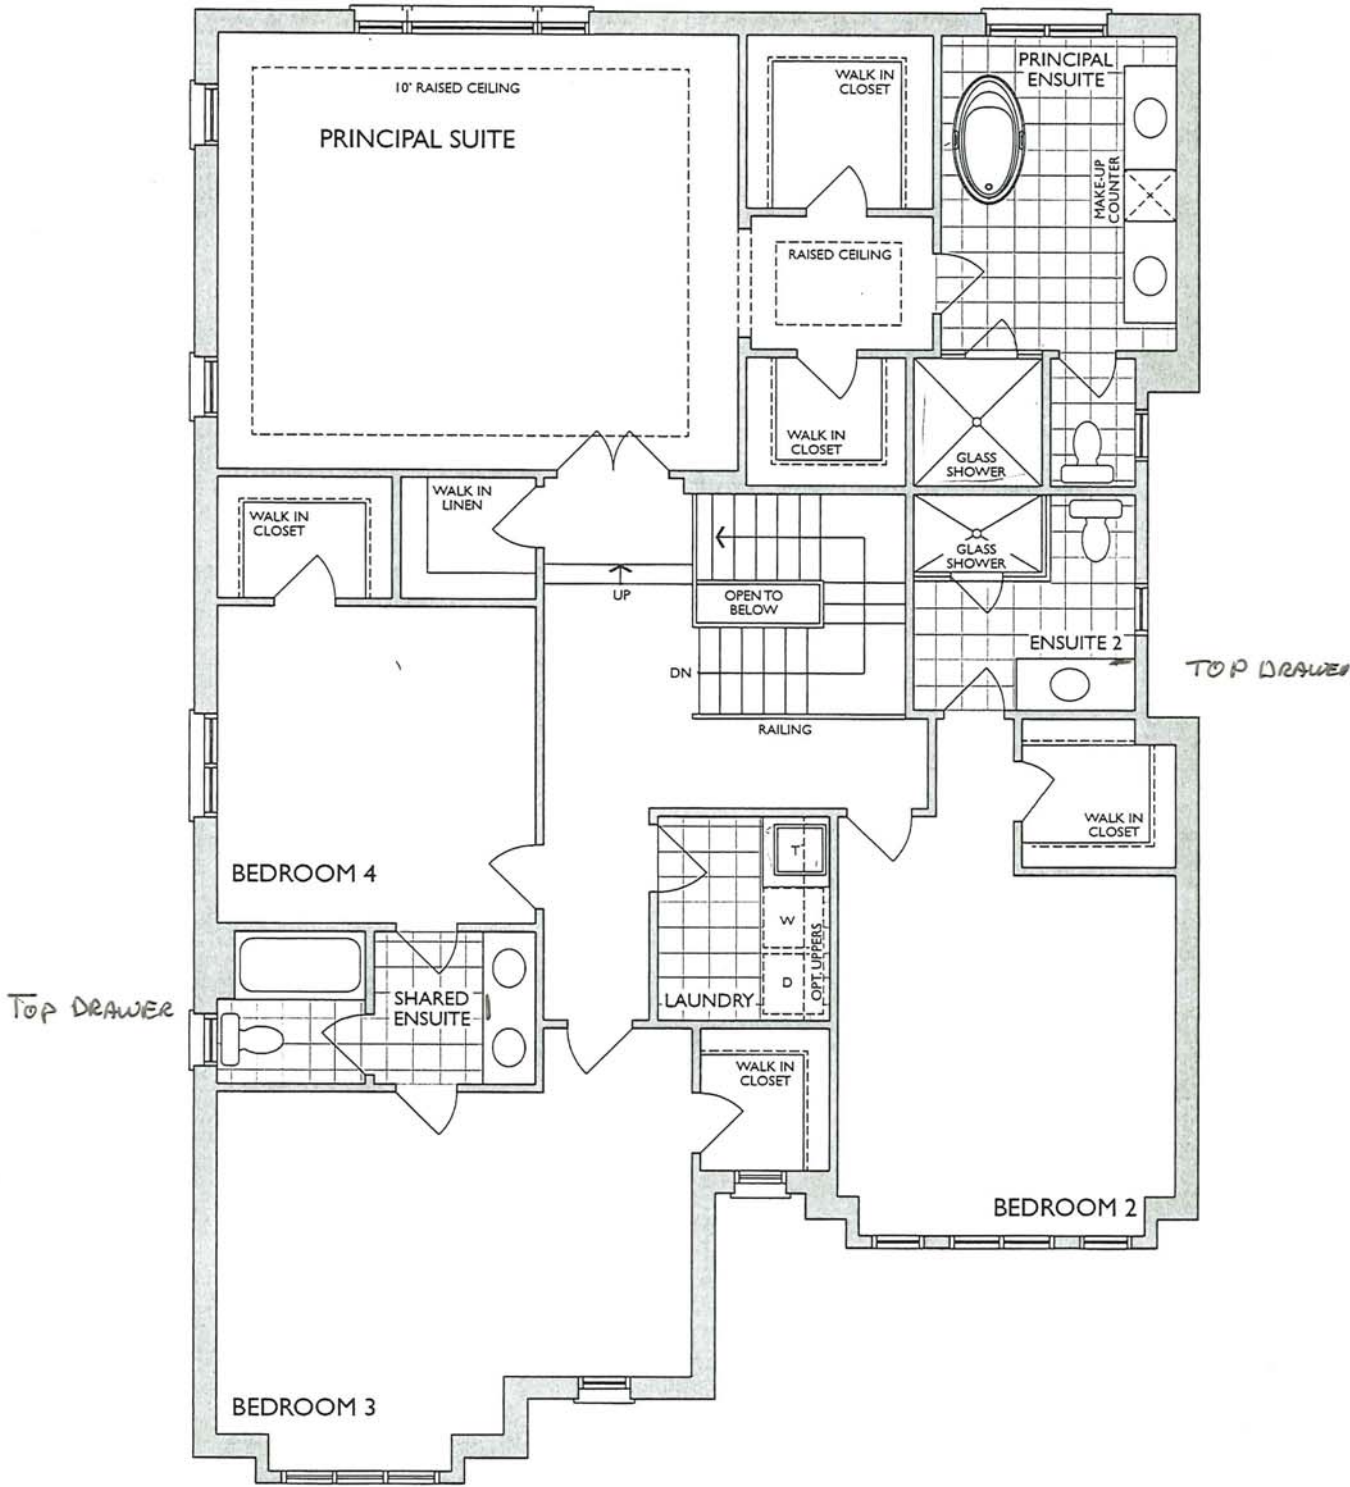 10' RAISED CEILING
PRINCIPAL SUITE
WALK IN
CLOSET
PRINCIPAL
ENSUITE
MAKE-UP
COUNTER
RAISED CEILING
WALK IN
CLOSET
GLASS
SHOWER
WALK IN
CLOSET
WALK IN
LINEN
UP
OPEN TO
BELOW
DN
RAILING
GLASS
SHOWER
ENSUITE 2
TOP DRAWER
WALK IN
CLOSET
BEDROOM 4
T
W
D
OPT. UPPERS
LAUNDRY
TOP DRAWER
SHARED
ENSUITE
WALK IN
CLOSET
BEDROOM 2
BEDROOM 3